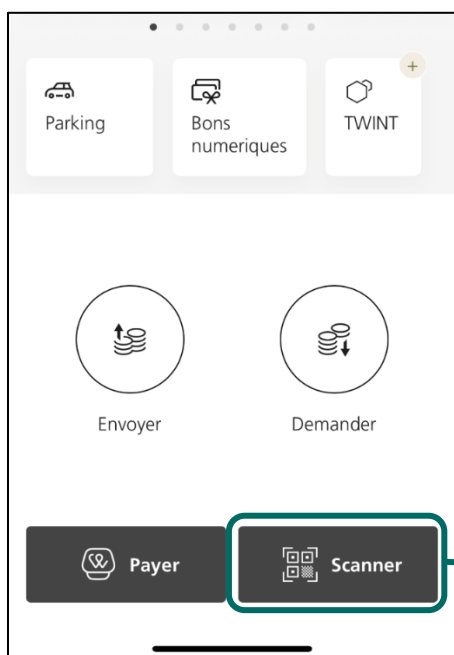 Parking
Bons
numeriques
TWINT
+
Envoyer
Demander
Payer
Scanner